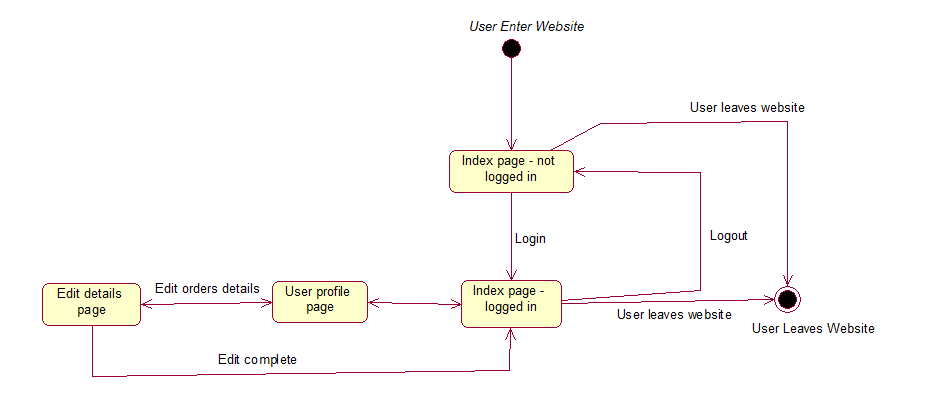 User Enter Website
User leaves website
Index page - not
logged in
Login
Logout
Edit details
page
Edit orders details
User profile
page
Index page -
logged in
User leaves website
User Leaves Website
Edit complete